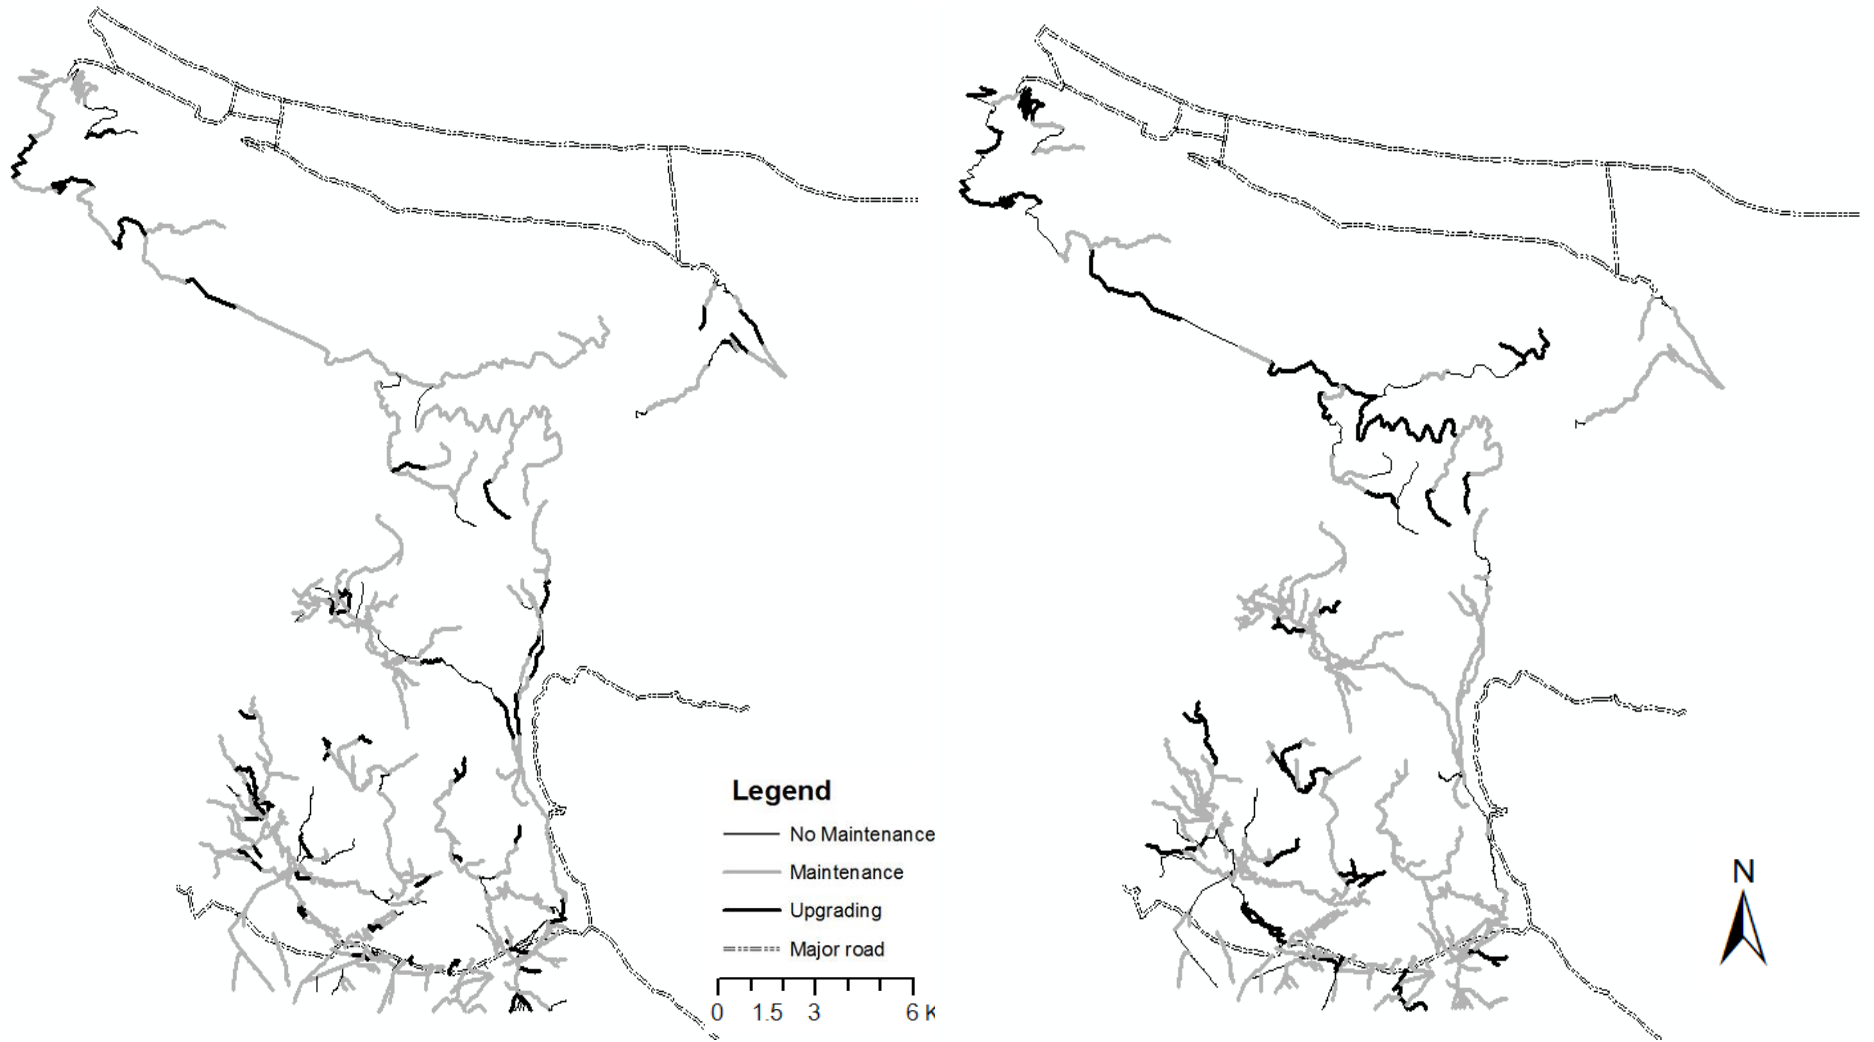 Legend
No Maintenance
Maintenance
Upgrading
Major road
0 1.5 3 6 K
N